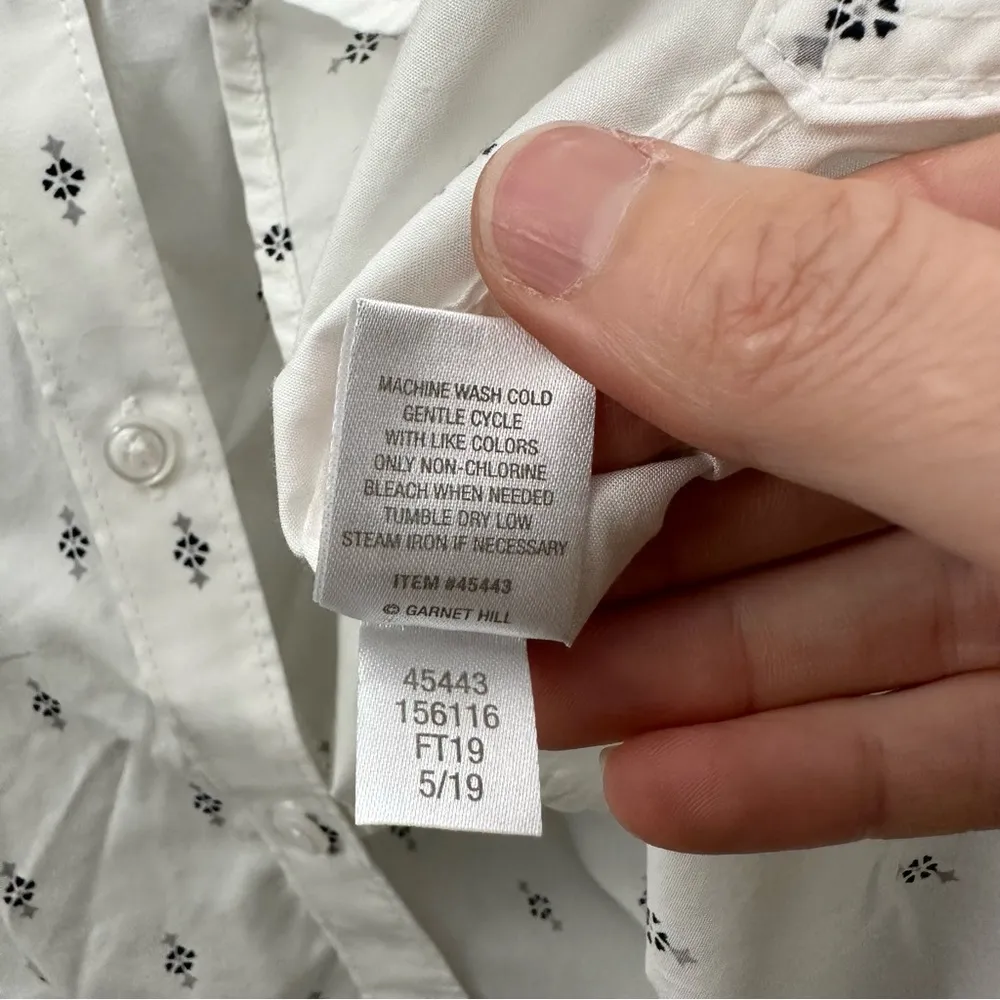 MACHINE WASH COLD
GENTLE CYCLE
WITH LIKE COLORS
ONLY NON-CHLORINE
BLEACH WHEN NEEDED
TUMBLE DRY LOW
STEAM IRON IF NECESSARY
ITEM #45443
© GARNET HILL
45443
156116
FT19
5/19